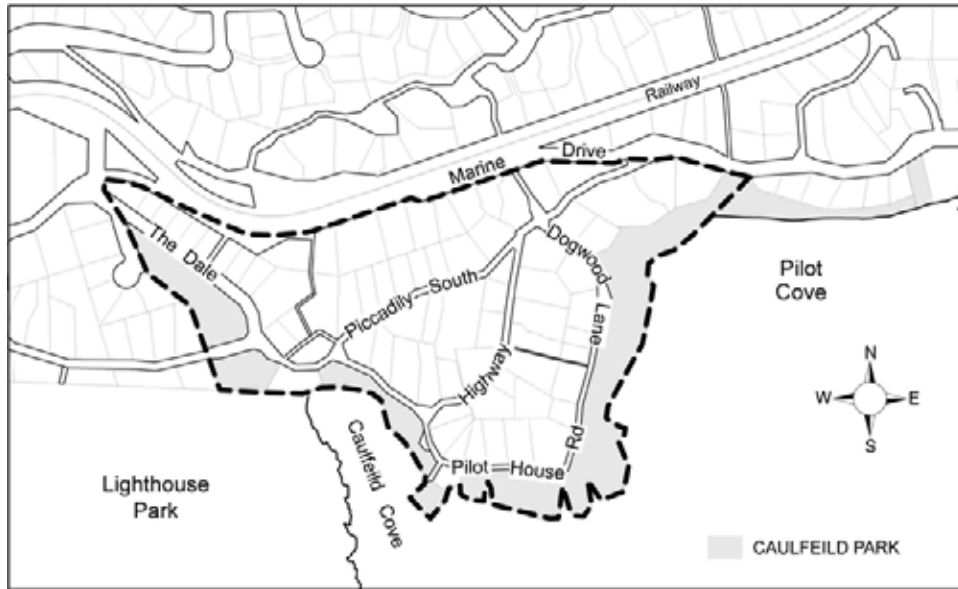 Railway
Marine Drive
The Dale
Dogwood Lane
Pilot
Cove
Piccadily South
Highway
N
W E
S
Caulfeild Cove
Pilot House Rd
Lighthouse
Park
CAULFEILD PARK